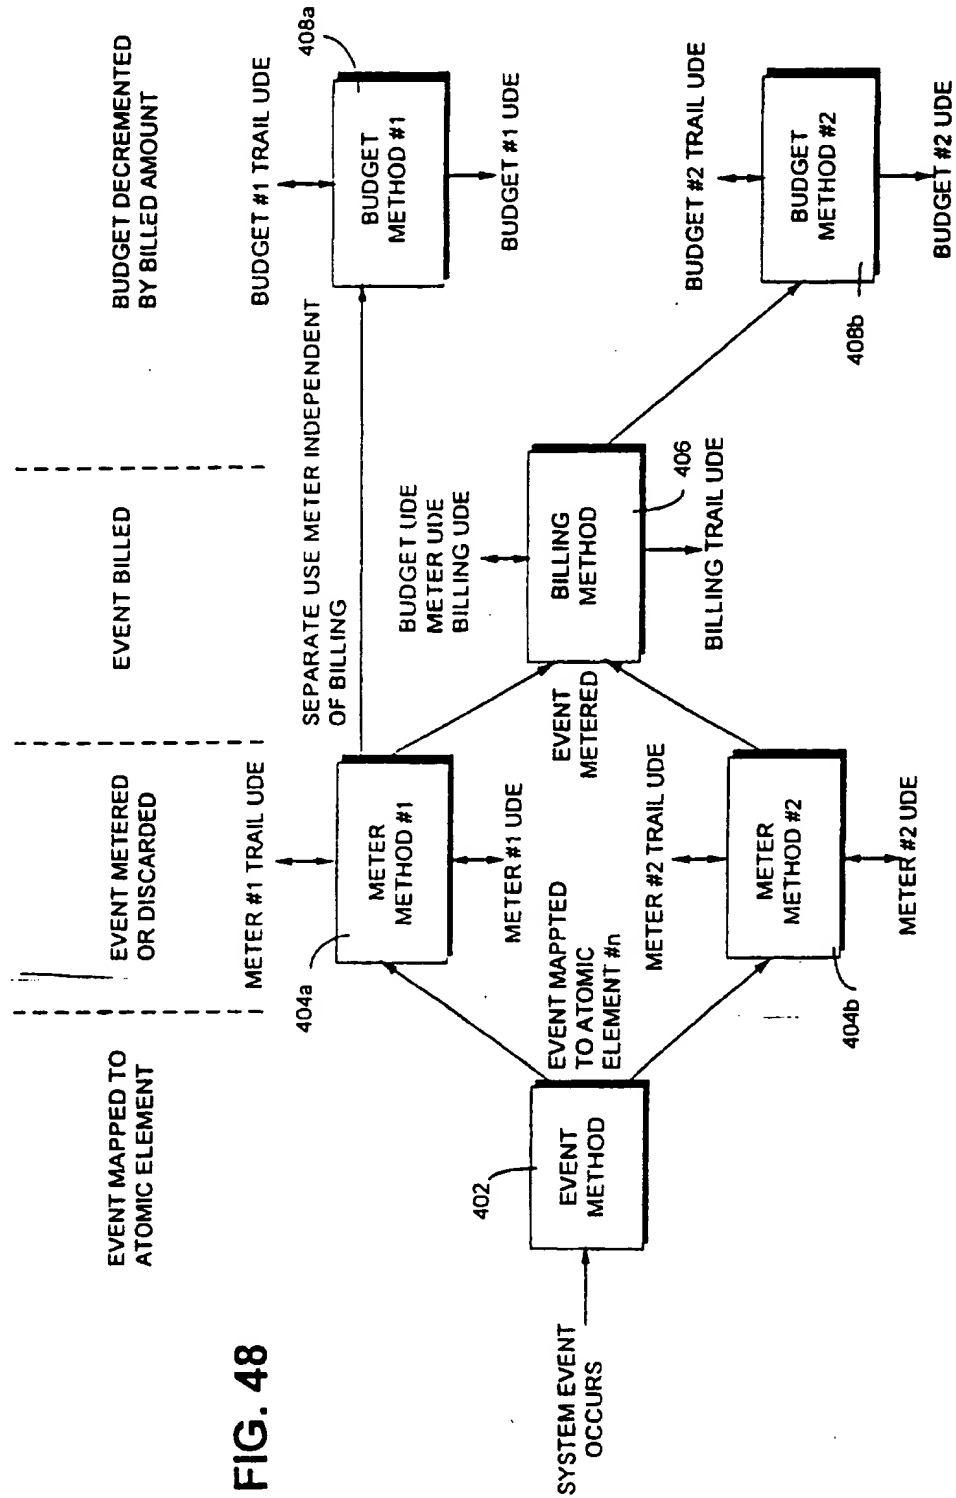 FIG. 48
EVENT MAPPED TO
ATOMIC ELEMENT
EVENT METERED
OR DISCARDED
EVENT BILLED
BUDGET DECREMENTED
BY BILLED AMOUNT
SYSTEM EVENT
OCCURS
402
EVENT
METHOD
EVENT MAPPTED
TO ATOMIC
ELEMENT #n
METER #1 TRAIL UDE
404a
METER
METHOD #1
METER #1 UDE
METER #2 TRAIL UDE
METER
METHOD #2
404b
METER #2 UDE
SEPARATE USE METER INDEPENDENT
OF BILLING
EVENT
METERED
BUDGET UDE
METER UDE
BILLING UDE
BILLING
METHOD
406
BILLING TRAIL UDE
BUDGET #1 TRAIL UDE
408a
BUDGET
METHOD #1
BUDGET #1 UDE
BUDGET #2 TRAIL UDE
BUDGET
METHOD #2
408b
BUDGET #2 UDE